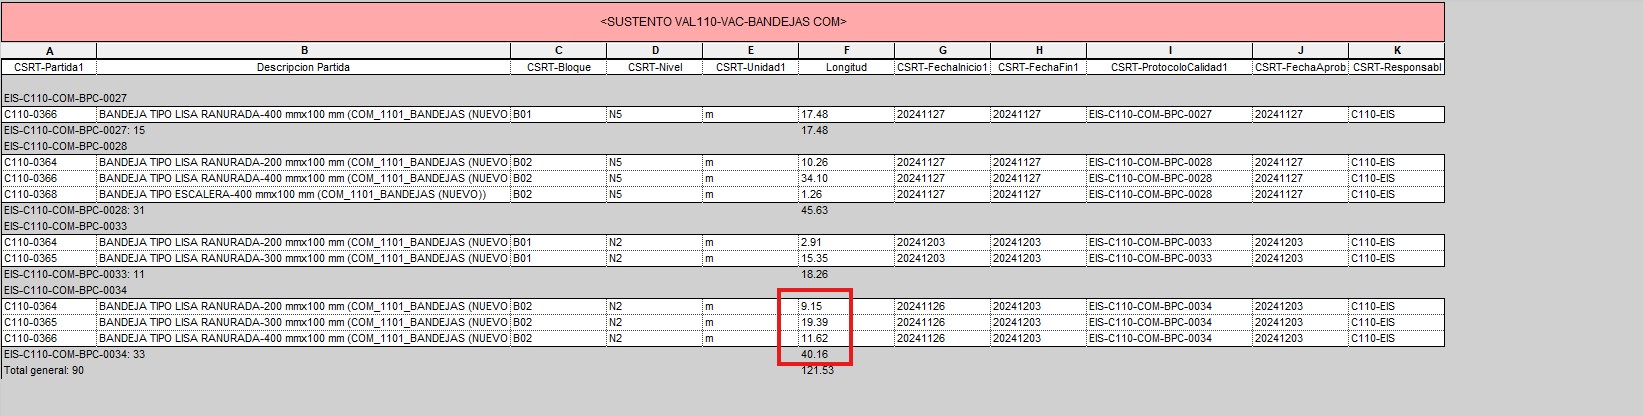 <SUSTENTO VAL110-VAC-BANDEJAS COM>
A B C D E F G H I J K
CSRT-Partida1 Descripcion Partida CSRT-Bloque CSRT-Nivel CSRT-Unidad1 Longitud CSRT-FechaInicio1 CSRT-FechaFin1 CSRT-ProtocoloCalidad1 CSRT-FechaAprob CSRT-Responsabl
EIS-C110-COM-BPC-0027
C110-0366 BANDEJA TIPO LISA RANURADA-400 mmx100 mm (COM_1101_BANDEJAS (NUEVO B01 N5 m 17.48 20241127 20241127 EIS-C110-COM-BPC-0027 20241127 C110-EIS
EIS-C110-COM-BPC-0027: 15 17.48
EIS-C110-COM-BPC-0028
C110-0364 BANDEJA TIPO LISA RANURADA-200 mmx100 mm (COM_1101_BANDEJAS (NUEVO B02 N5 m 10.26 20241127 20241127 EIS-C110-COM-BPC-0028 20241127 C110-EIS
C110-0366 BANDEJA TIPO LISA RANURADA-400 mmx100 mm (COM_1101_BANDEJAS (NUEVO B02 N5 m 34.10 20241127 20241127 EIS-C110-COM-BPC-0028 20241127 C110-EIS
C110-0368 BANDEJA TIPO ESCALERA-400 mmx100 mm (COM_1101_BANDEJAS (NUEVO)) B02 N5 m 1.26 20241127 20241127 EIS-C110-COM-BPC-0028 20241127 C110-EIS
EIS-C110-COM-BPC-0028: 31 45.63
EIS-C110-COM-BPC-0033
C110-0364 BANDEJA TIPO LISA RANURADA-200 mmx100 mm (COM_1101_BANDEJAS (NUEVO B01 N2 m 2.91 20241203 20241203 EIS-C110-COM-BPC-0033 20241203 C110-EIS
C110-0365 BANDEJA TIPO LISA RANURADA-300 mmx100 mm (COM_1101_BANDEJAS (NUEVO B01 N2 m 15.35 20241203 20241203 EIS-C110-COM-BPC-0033 20241203 C110-EIS
EIS-C110-COM-BPC-0033: 11 18.26
EIS-C110-COM-BPC-0034
C110-0364 BANDEJA TIPO LISA RANURADA-200 mmx100 mm (COM_1101_BANDEJAS (NUEVO B02 N2 m 9.15 20241126 20241203 EIS-C110-COM-BPC-0034 20241203 C110-EIS
C110-0365 BANDEJA TIPO LISA RANURADA-300 mmx100 mm (COM_1101_BANDEJAS (NUEVO B02 N2 m 19.39 20241126 20241203 EIS-C110-COM-BPC-0034 20241203 C110-EIS
C110-0366 BANDEJA TIPO LISA RANURADA-400 mmx100 mm (COM_1101_BANDEJAS (NUEVO B02 N2 m 11.62 20241126 20241203 EIS-C110-COM-BPC-0034 20241203 C110-EIS
EIS-C110-COM-BPC-0034: 33 40.16
Total general: 90 121.53